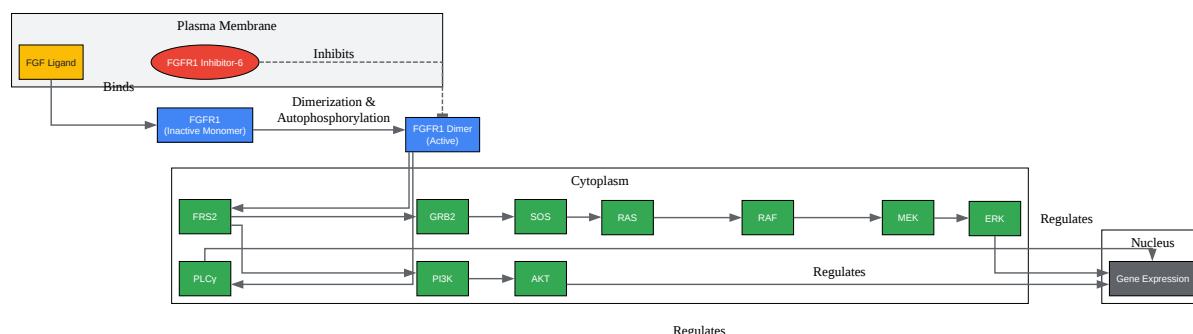 Plasma Membrane
FGF Ligand
FGFR1 Inhibitor-6
Inhibits
Binds
FGFR1
(Inactive Monomer)
Dimerization &
Autophosphorylation
FGFR1 Dimer
(Active)
Cytoplasm
FRS2
GRB2
SOS
RAS
RAF
MEK
ERK
Regulates
Nucleus
PLCγ
PI3K
AKT
Regulates
Gene Expression
Regulates